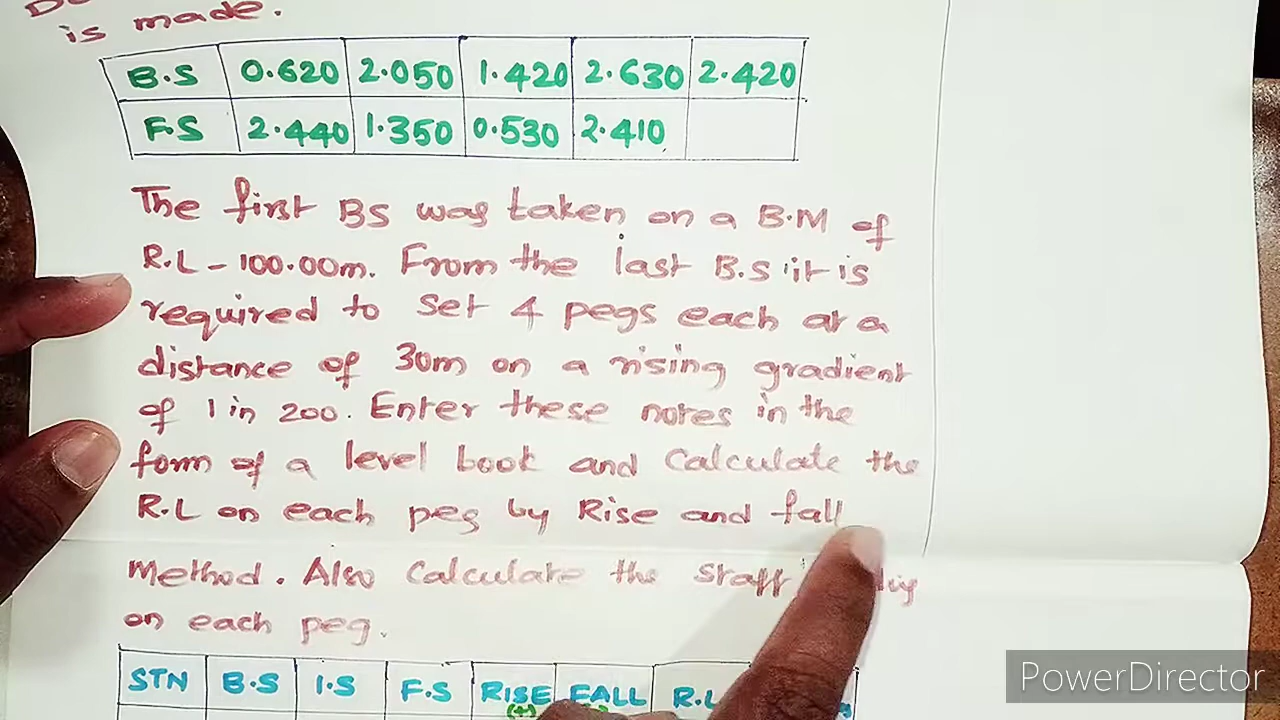 is made.
B.S 0.620 2.050 1.420 2.630 2.420
F.S 2.440 1.350 0.530 2.410
The first BS was taken on a B.M of
R.L - 100.00m. From the last B.S it is
required to set 4 pegs each at a
distance of 30m on a rising gradient
of 1 in 200. Enter these notes in the
form of a level book and calculate the
R.L on each peg by Rise and fall
Method. Also calculate the staff
on each peg.
STN B.S I.S F.S RISE FALL R.L
(+)
PowerDirector